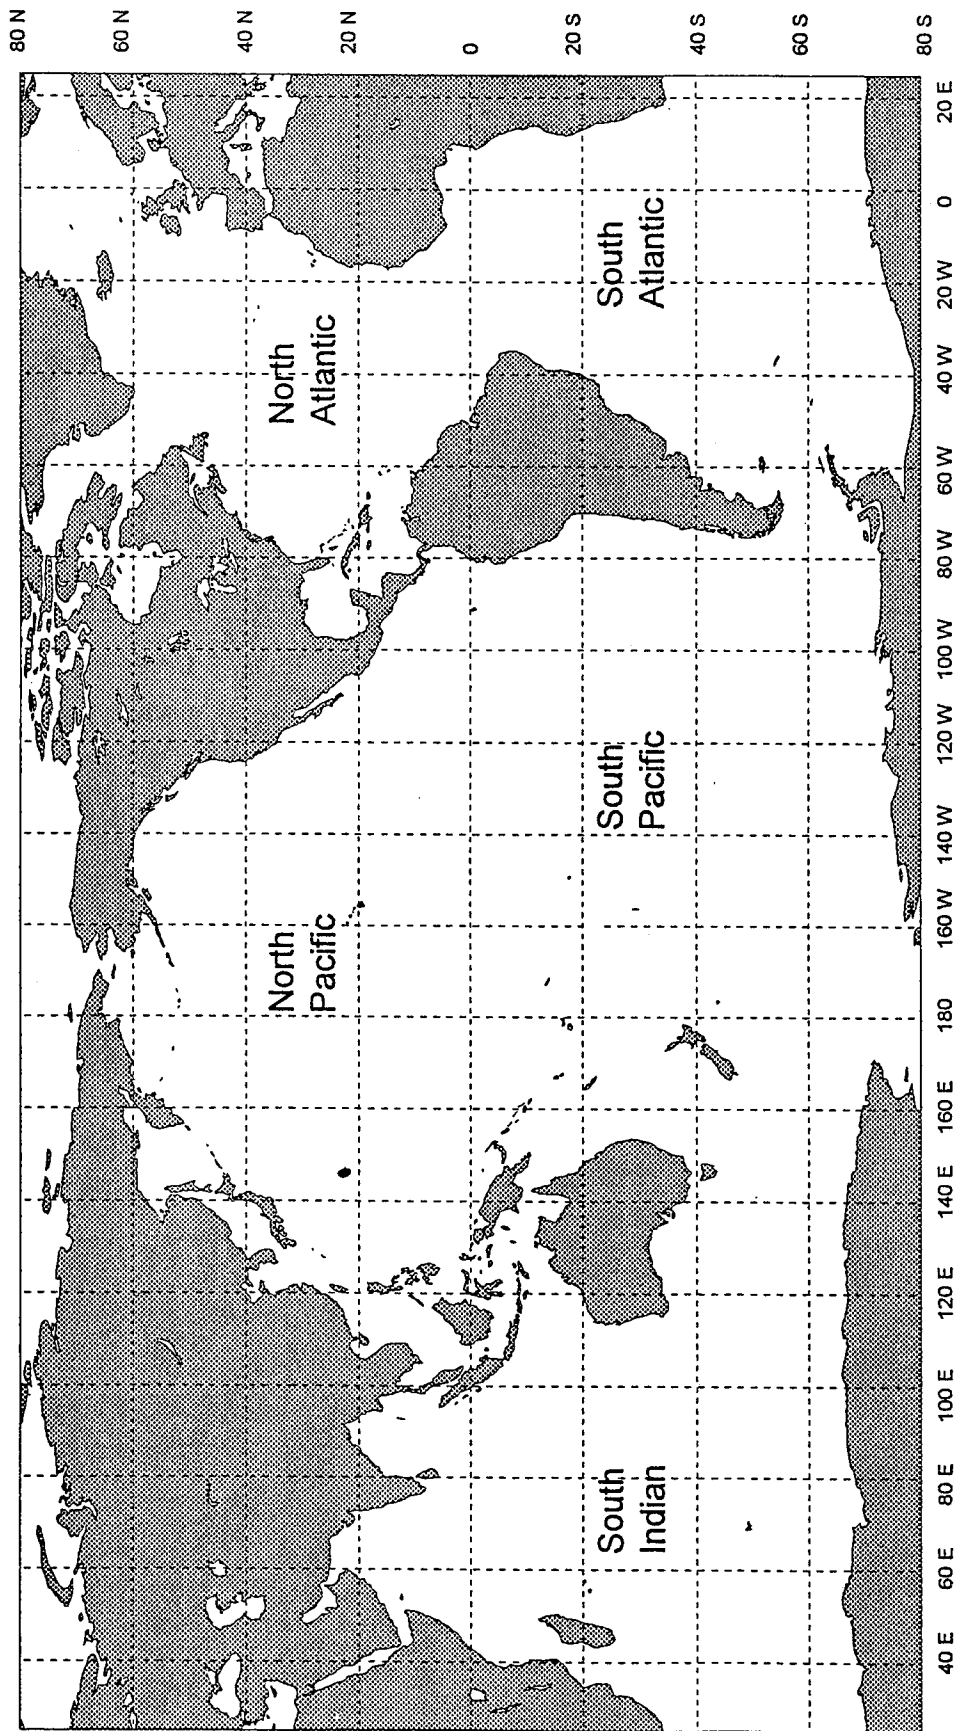 80 N
60 N
40 N
20 N
0
20 S
40 S
60 S
80 S
North
Pacific
North
Atlantic
South
Indian
South
Pacific
South
Atlantic
40 E
60 E
80 E
100 E
120 E
140 E
160 E
180
160 W
140 W
120 W
100 W
80 W
60 W
40 W
20 W
0
20 E